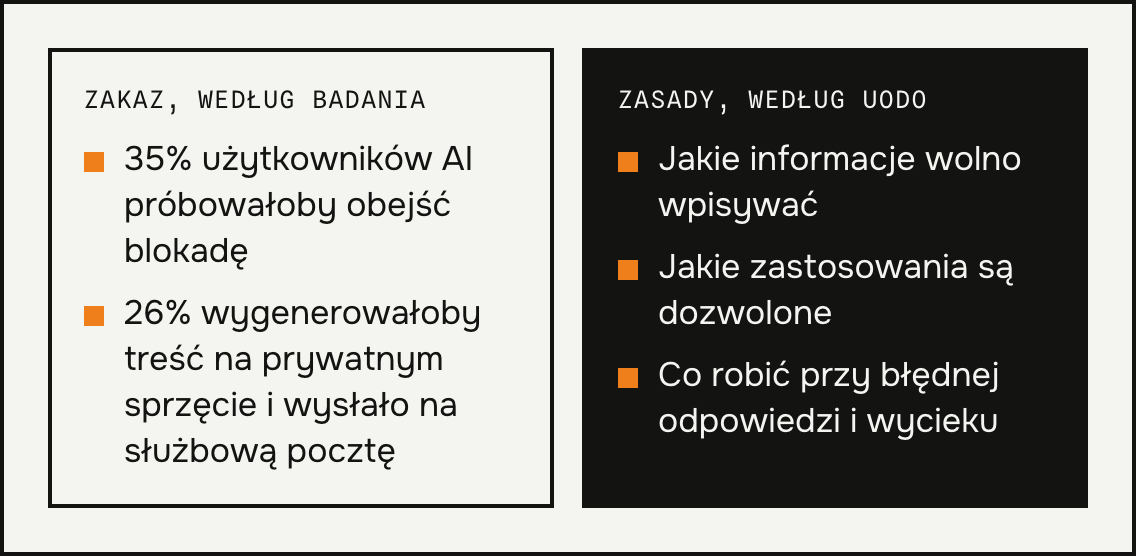 ZAKAZ, WEDŁUG BADANIA
35% użytkowników AI
próbowałoby obejść
blokadę
26% wygenerowałoby
treść na prywatnym
sprzęcie i wysłało na
służbową pocztę
ZASADY, WEDŁUG UODO
Jakie informacje wolno
wpisywać
Jakie zastosowania są
dozwolone
Co robić przy błędnej
odpowiedzi i wycieku